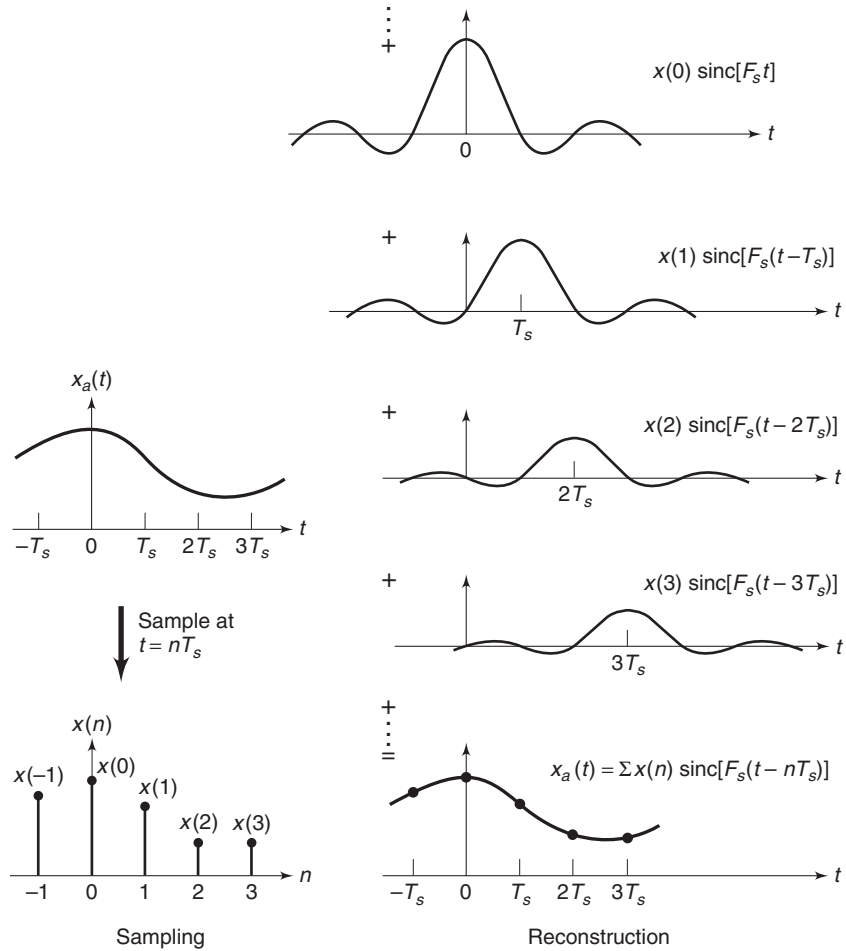 ⋮
+
x(0) sinc[F_s t]
t
0
+
x(1) sinc[F_s(t – T_s)]
t
T_s
x_a(t)
+
x(2) sinc[F_s(t – 2T_s)]
t
2T_s
t
–T_s 0 T_s 2T_s 3T_s
+
x(3) sinc[F_s(t – 3T_s)]
t
3T_s
Sample at
t = nT_s
+
⋮
=
x(n)
x(–1) x(0) x(1) x(2) x(3)
n
–1 0 1 2 3
x_a(t) = Σ x(n) sinc[F_s(t – nT_s)]
t
–T_s 0 T_s 2T_s 3T_s
Sampling
Reconstruction